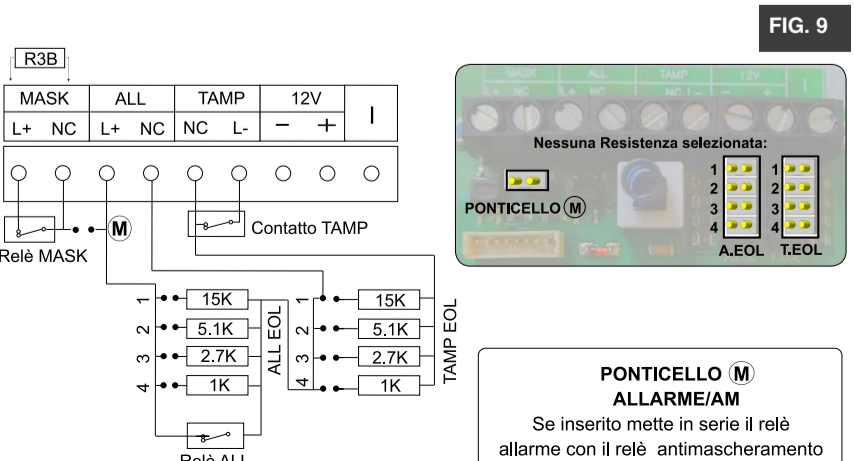 FIG. 9
R3B
MASK ALL TAMP 12V I
L+ NC L+ NC NC L- − +
M
Contatto TAMP
Relè MASK
1 15K
2 5.1K
3 2.7K
4 1K
ALL EOL
1 15K
2 5.1K
3 2.7K
4 1K
TAMP EOL
Relè ALL
MASK ALL TAMP 12V
L+ NC NC L- − +
Nessuna Resistenza selezionata:
PONTICELLO M
1 1
2 2
3 3
4 4
A.EOL T.EOL
PONTICELLO M
ALLARME/AM
Se inserito mette in serie il relè
allarme con il relè antimascheramento